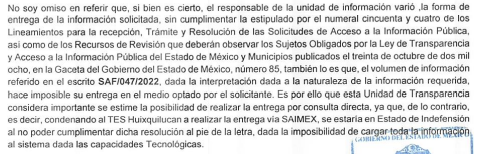 No soy omiso en referir que, si bien es cierto, el responsable de la unidad de información varió ,la forma de
entrega de la información solicitada, sin cumplimentar la estipulado por el numeral cincuenta y cuatro de los
Lineamientos para la recepción, Trámite y Resolución de las Solicitudes de Acceso a la Información Pública,
asi como de los Recursos de Revisión que deberán observar los Sujetos Obligados por la Ley de Transparencia
y Acceso a la Información Pública del Estado de México y Municipios publicados el treinta de octubre de dos mil
ocho, en la Gaceta del Gobierno del Estado de México, número 85, también lo es que, el volumen de información
referido en el escrito SAF/047/2022, dada la interpretación dada a la naturaleza de la información requerida,
hace imposible su entrega en el medio optado por el solicitante. Es por ello que esta Unidad de Transparencia
considera importante se estime la posibilidad de realizar la entrega por consulta directa, ya que, de lo contrario,
es decir, condenando al TES Huixquilucan a realizar la entrega vía SAIMEX, se estaría en Estado de Indefensión
al no poder cumplimentar dicha resolución al pie de la letra, dada la imposibilidad de cargar toda la información
al sistema dada las capacidades Tecnológicas.
GOBIERNO DEL ESTADO DE MÉXICO